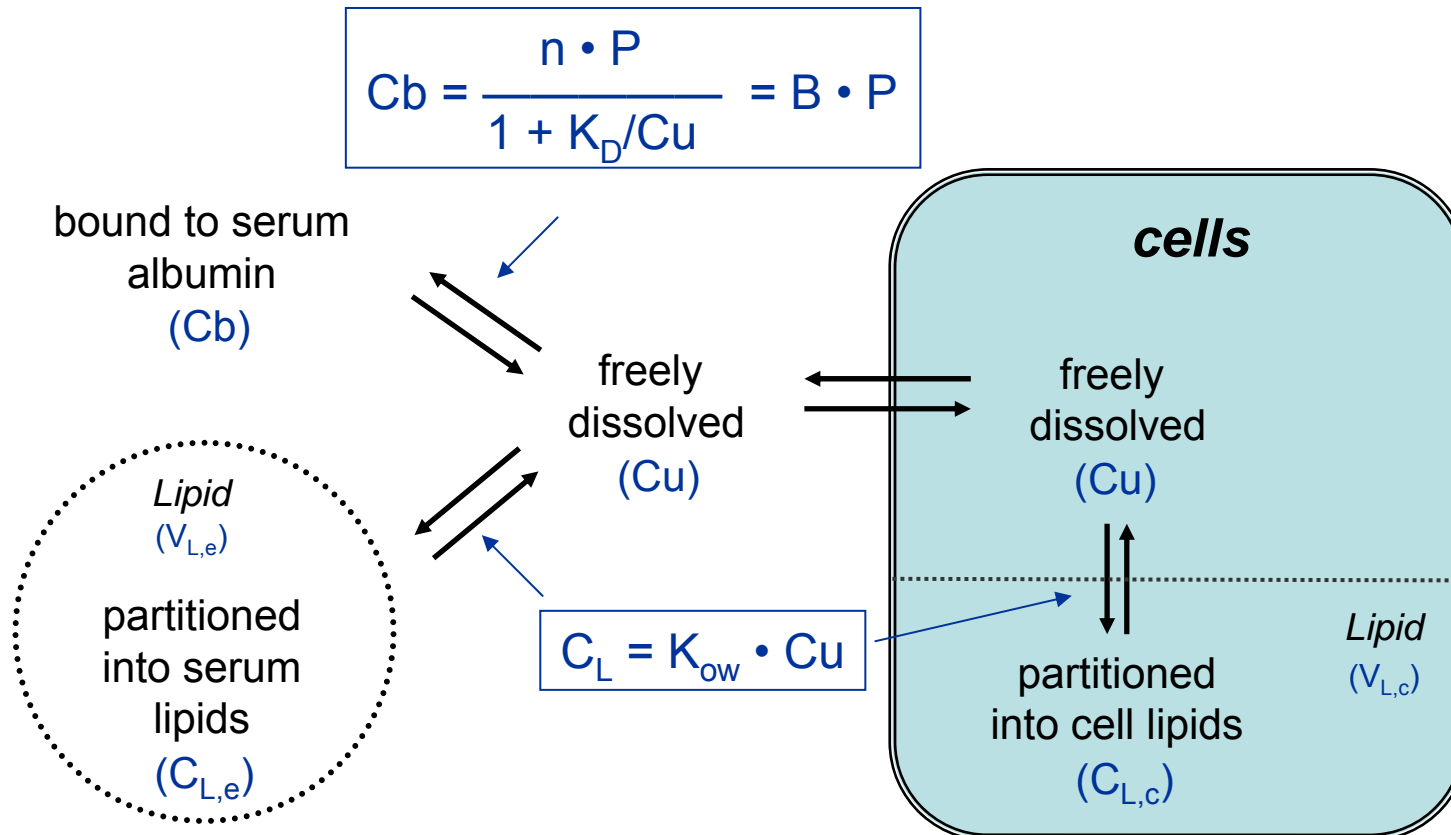 n • P
Cb = ————— = B • P
1 + K_D/Cu
bound to serum
albumin
(Cb)
cells
freely
dissolved
(Cu)
freely
dissolved
(Cu)
Lipid
(V_L,e)
partitioned
into serum
lipids
(C_L,e)
C_L = K_ow • Cu
Lipid
(V_L,c)
partitioned
into cell lipids
(C_L,c)